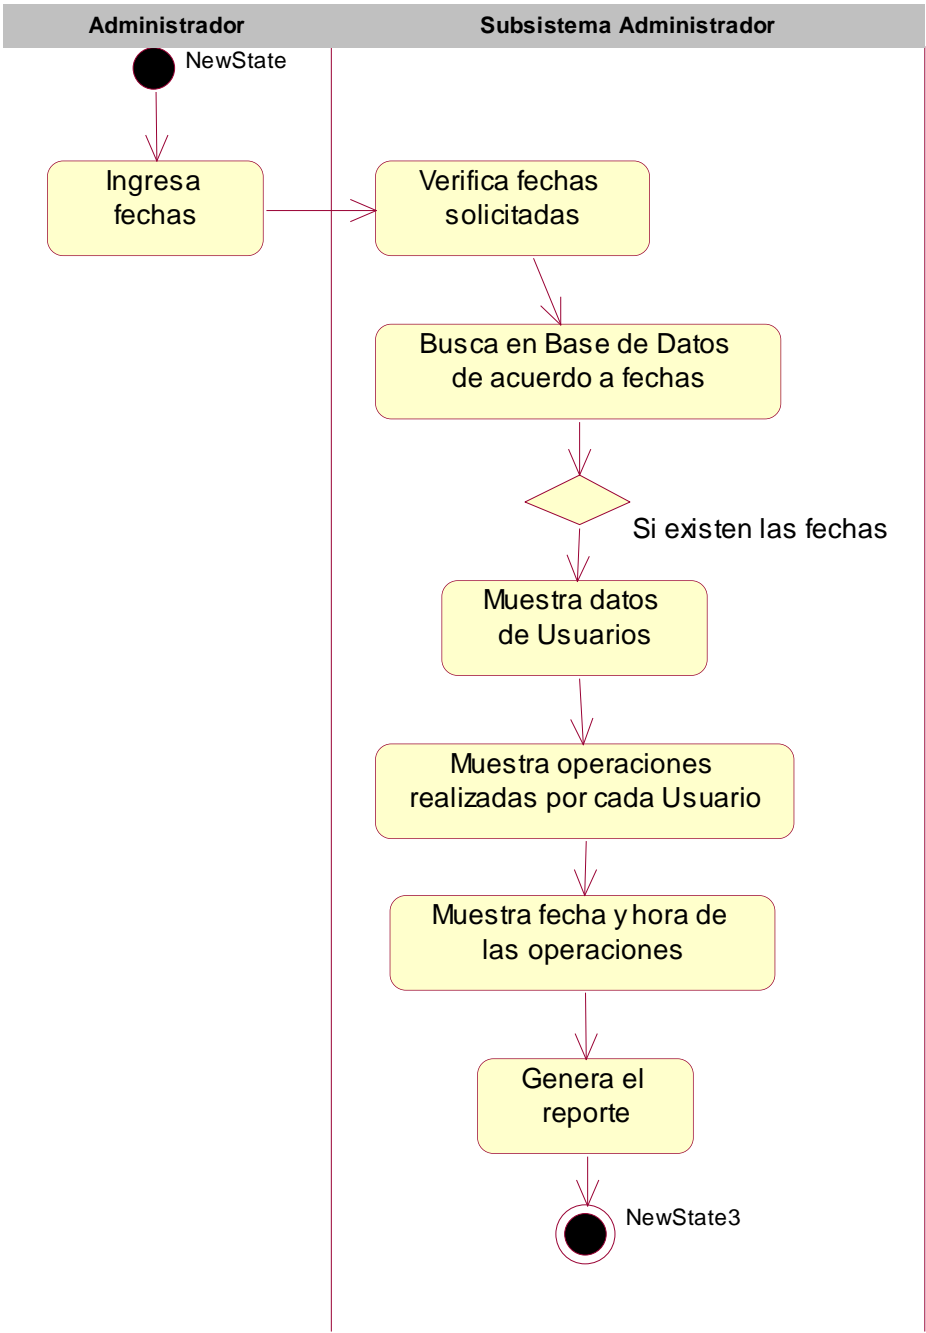 Administrador
Subsistema Administrador
NewState
Ingresa
fechas
Verifica fechas
solicitadas
Busca en Base de Datos
de acuerdo a fechas
Si existen las fechas
Muestra datos
de Usuarios
Muestra operaciones
realizadas por cada Usuario
Muestra fecha y hora de
las operaciones
Genera el
reporte
NewState3